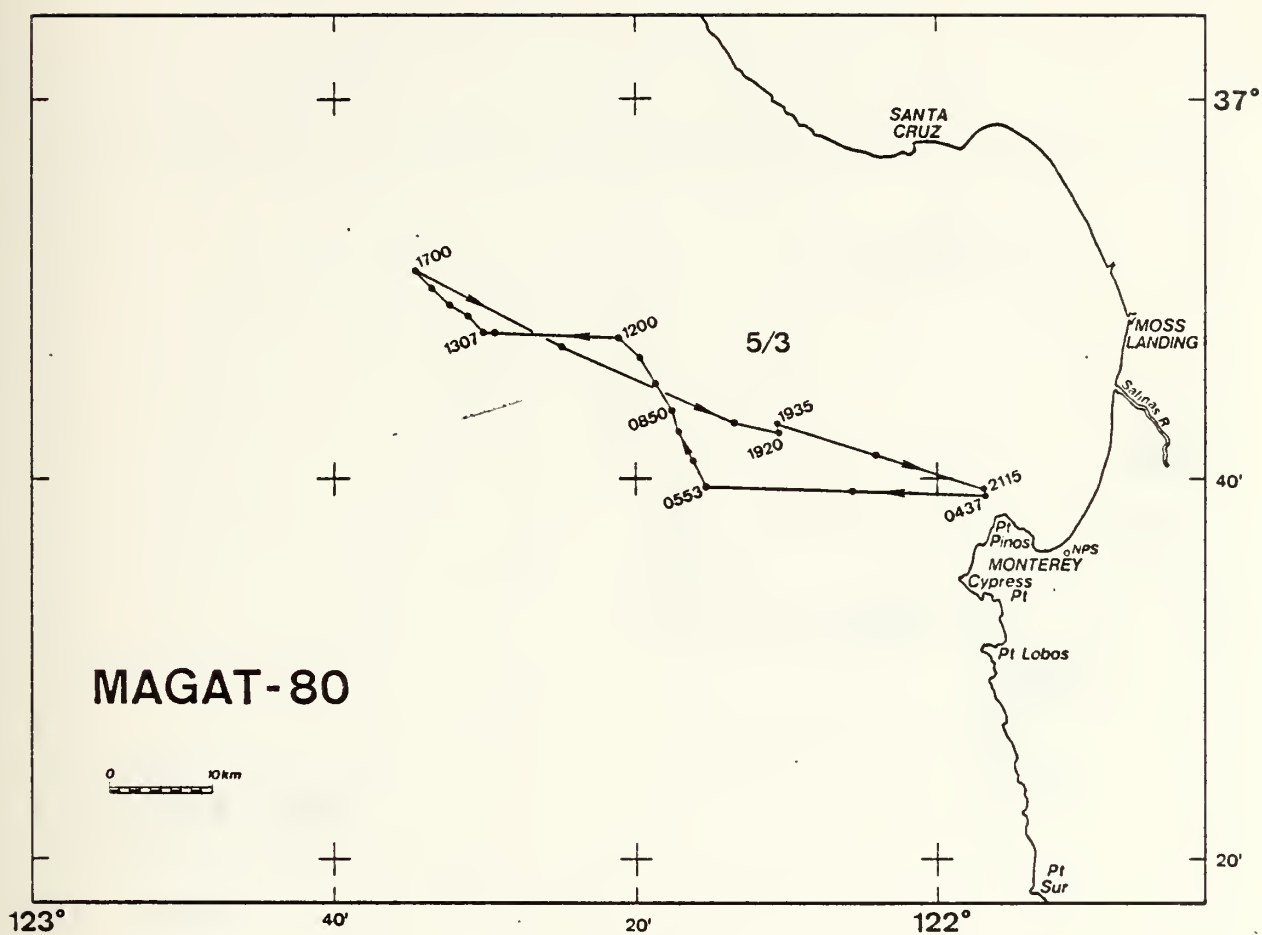 37°
SANTA
CRUZ
1700
MOSS
LANDING
1307
1200
5/3
Salinas R
0850
1935
1920
40'
0553
2115
0437
Pt
Pinos
NPS
MONTEREY
Cypress
Pt
Pt Lobos
MAGAT-80
0
10km
20'
Pt
Sur
123°
40'
20'
122°